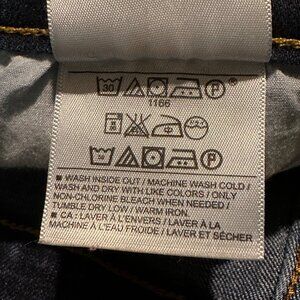 30 P ®
1166
P
■ WASH INSIDE OUT / MACHINE WASH COLD /
WASH AND DRY WITH LIKE COLORS / ONLY
NON-CHLORINE BLEACH WHEN NEEDED /
TUMBLE DRY LOW / WARM IRON.
■ CA : LAVER À L'ENVERS / LAVER À LA
MACHINE À EAU FROIDE / LAVER ET SÉCHER